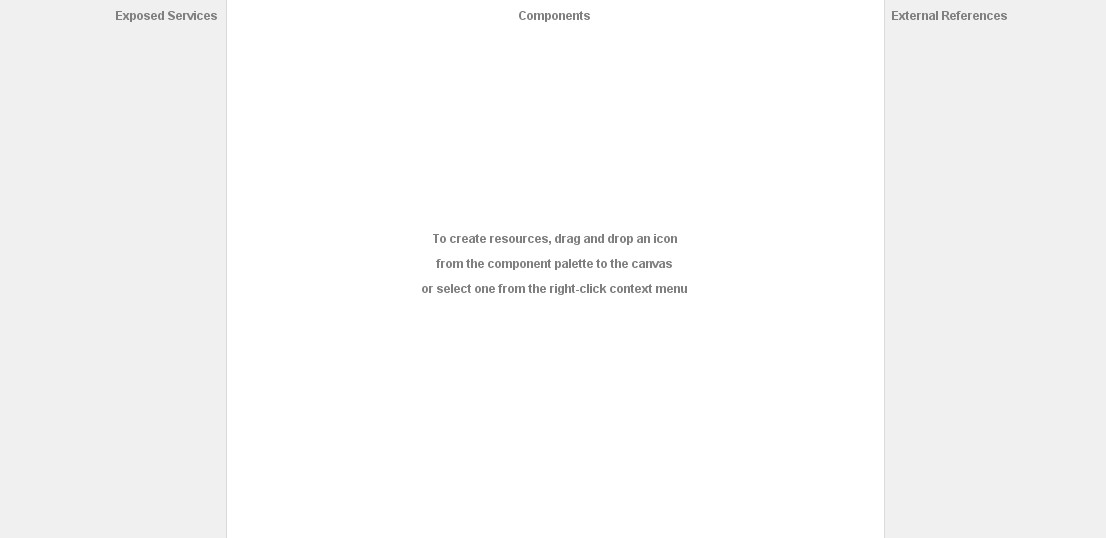 Exposed Services
Components
External References
To create resources, drag and drop an icon
from the component palette to the canvas
or select one from the right-click context menu